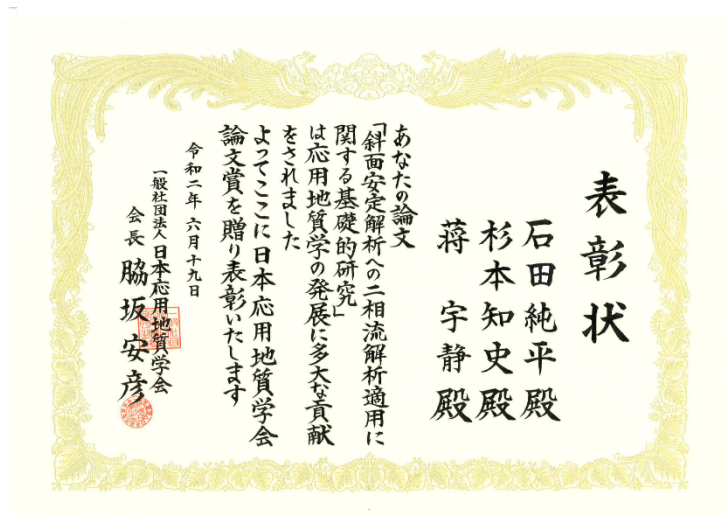 表彰状
石田純平殿
杉本知史殿
蒋宇静殿
あなたの論文
「斜面安定解析への二相流解析適用に
関する基礎的研究」
は応用地質学の発展に多大な貢献
をされました
よってここに日本応用地質学会
論文賞を贈り表彰いたします
令和二年六月十九日
一般社団法人日本応用地質学会
会長 脇坂安彦